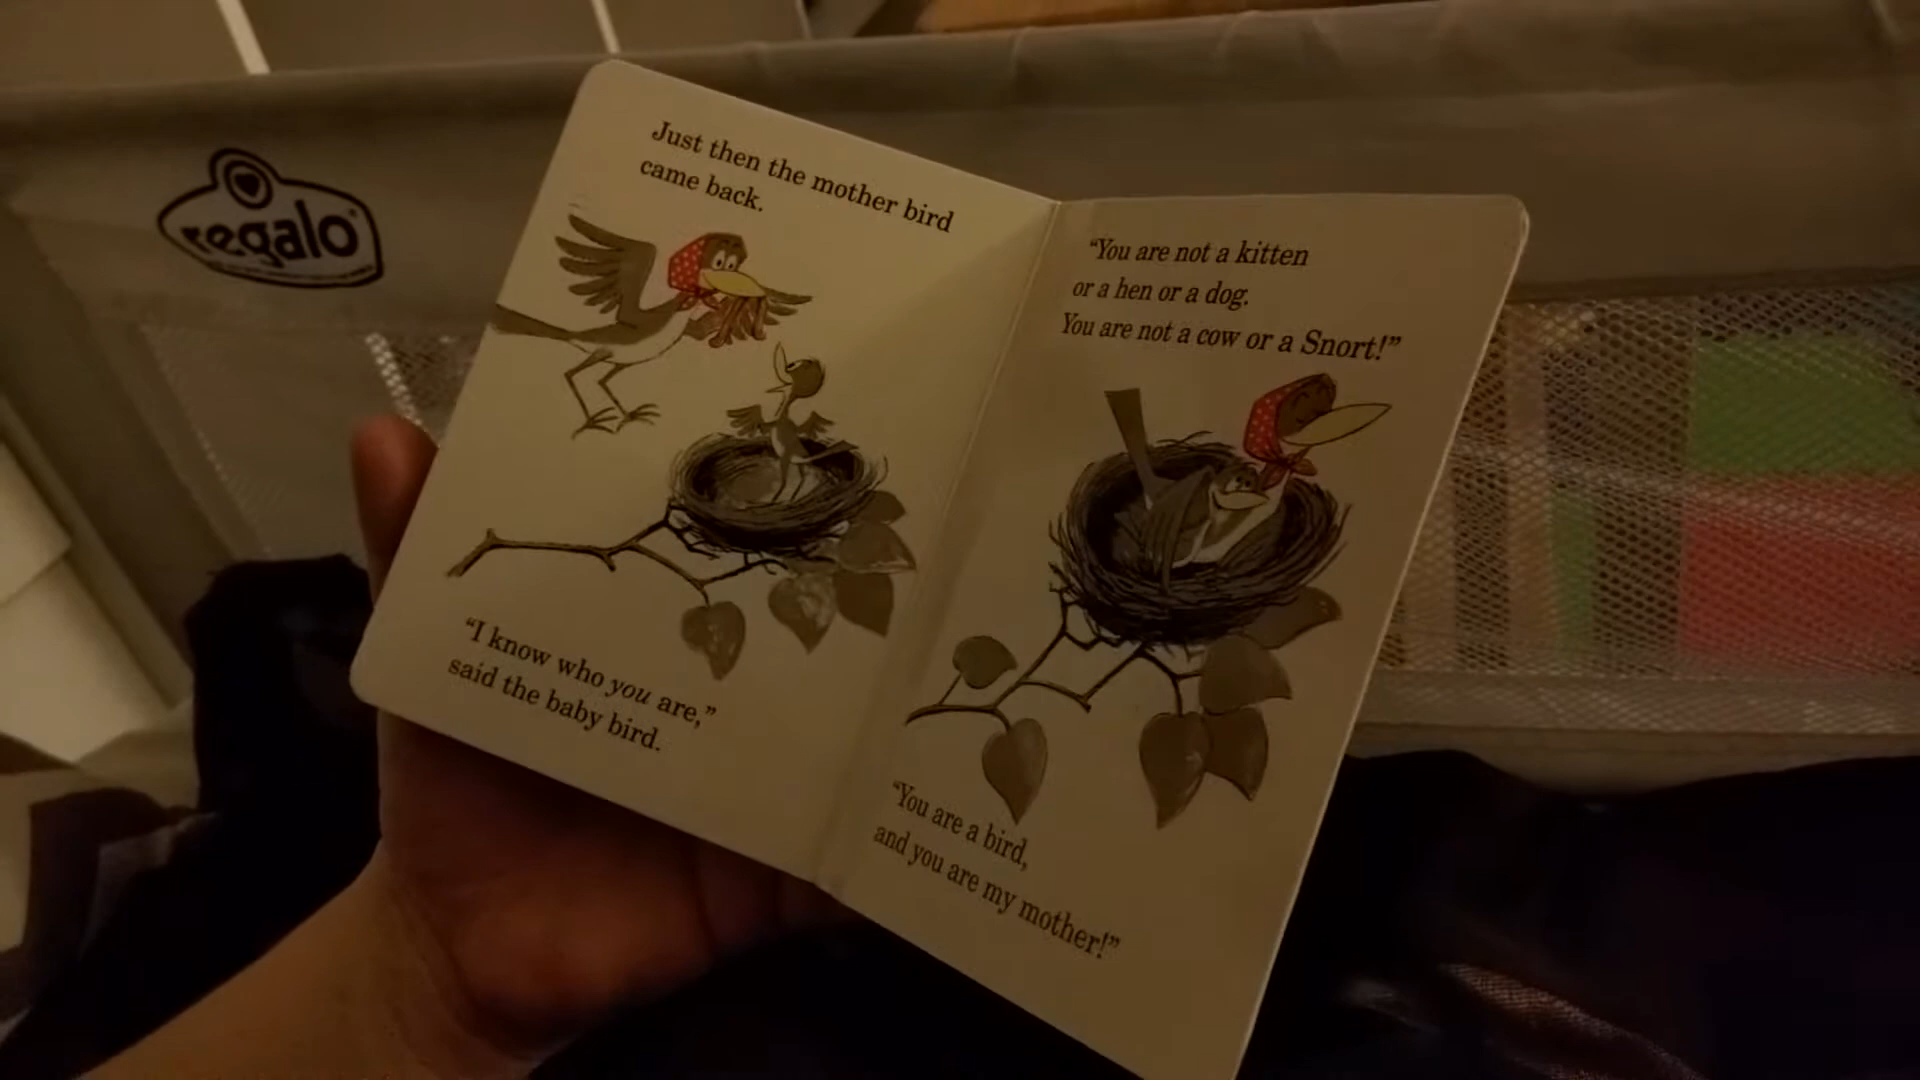 regalo
Just then the mother bird
came back.
"I know who you are,"
said the baby bird.
"You are not a kitten
or a hen or a dog.
You are not a cow or a Snort!"
"You are a bird,
and you are my mother!"